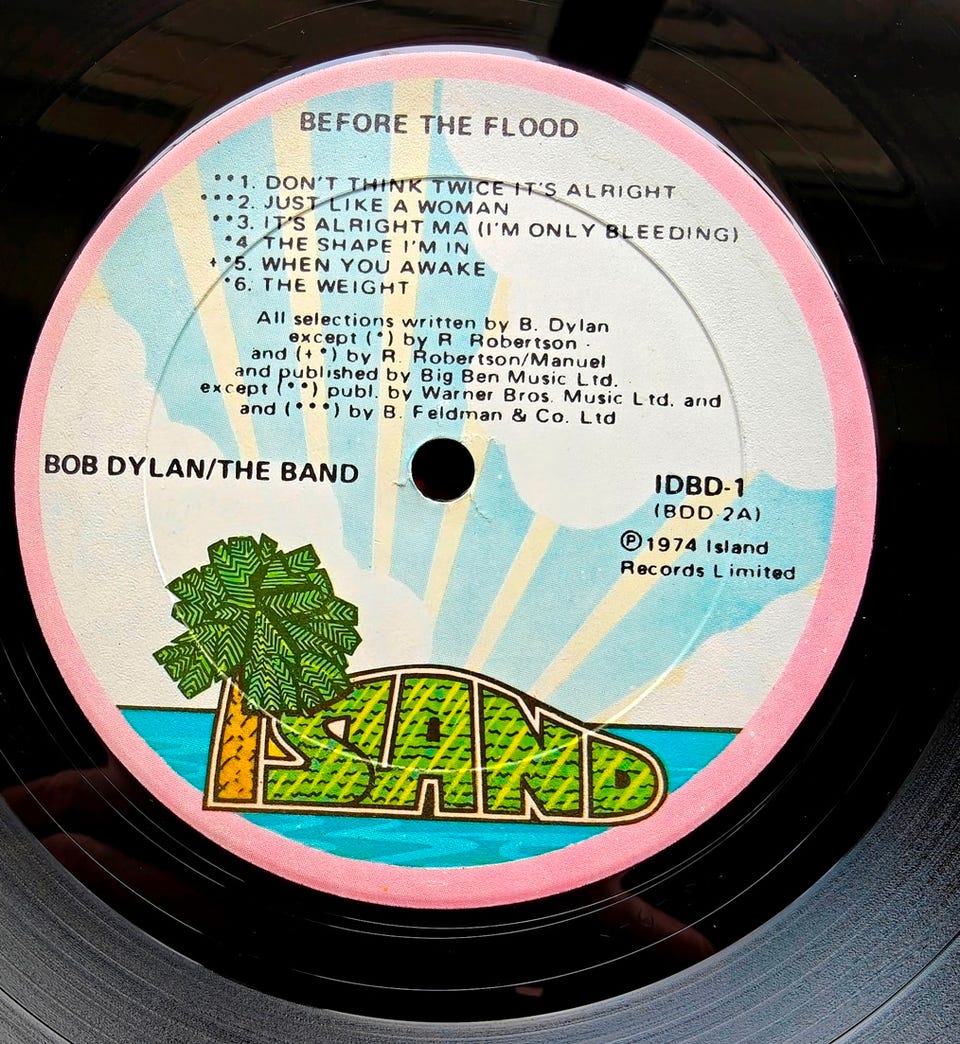 BEFORE THE FLOOD
**1. DON'T THINK TWICE IT'S ALRIGHT
***2. JUST LIKE A WOMAN
**3. IT'S ALRIGHT MA (I'M ONLY BLEEDING)
*4. THE SHAPE I'M IN
+*5. WHEN YOU AWAKE
*6. THE WEIGHT
All selections written by B. Dylan
except (*) by R. Robertson
and (+*) by R. Robertson/Manuel
and published by Big Ben Music Ltd.
except (**) publ. by Warner Bros. Music Ltd. and
and (***) by B. Feldman & Co. Ltd
BOB DYLAN/THE BAND
IDBD-1
(BDD 2A)
℗ 1974 Island
Records Limited
ISLAND